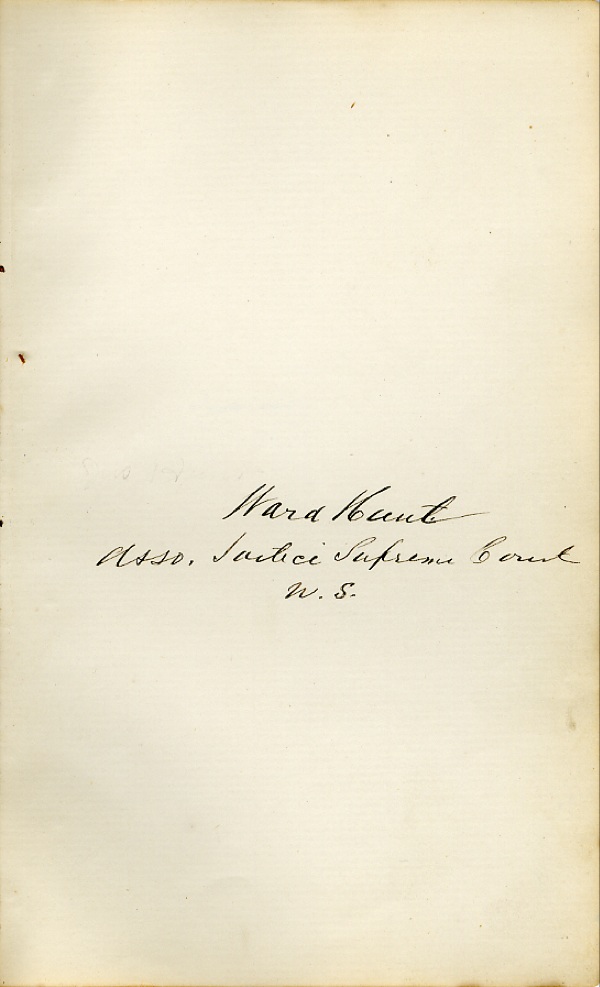 Ward Hunt
Asso. Justice Supreme Court
U. S.